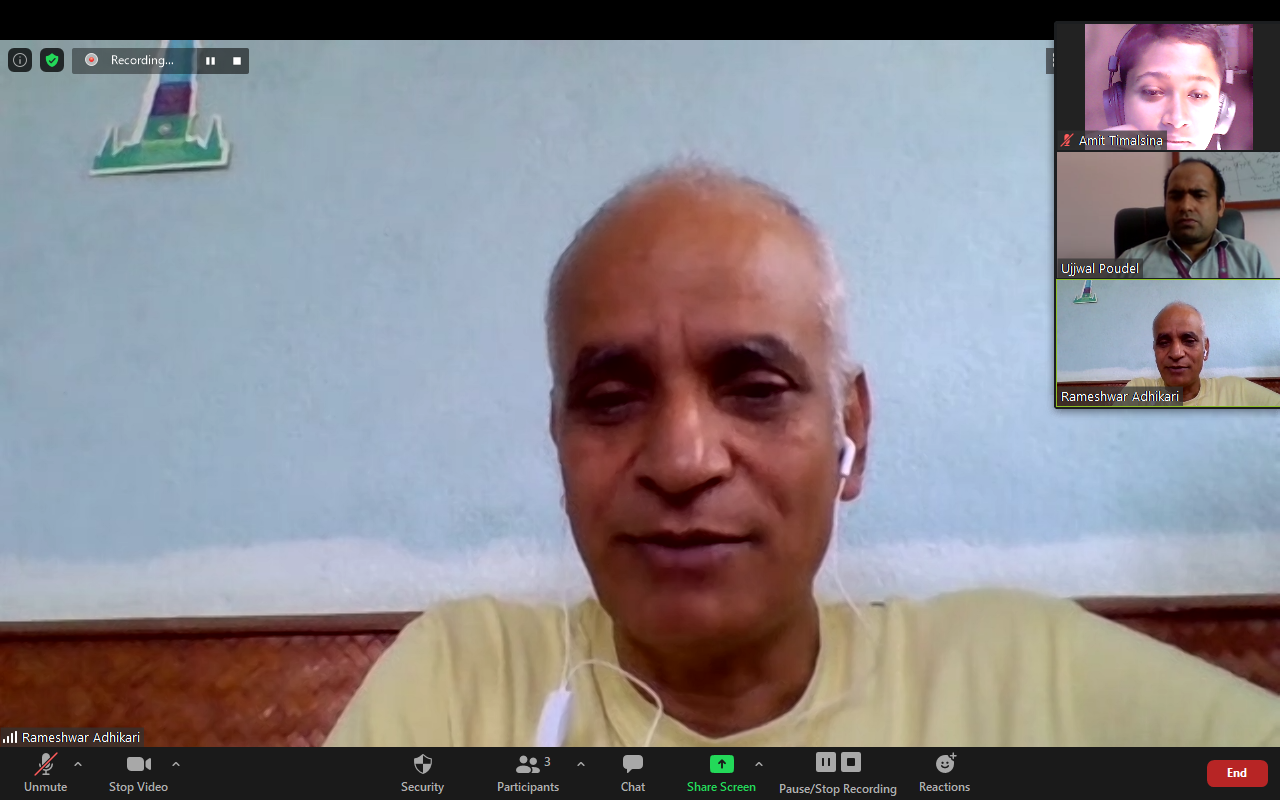 Recording...
Amit Timalsina
Ujjwal Poudel
Rameshwar Adhikari
Rameshwar Adhikari
Unmute
Stop Video
Security
Participants
3
Chat
Share Screen
Pause/Stop Recording
Reactions
End